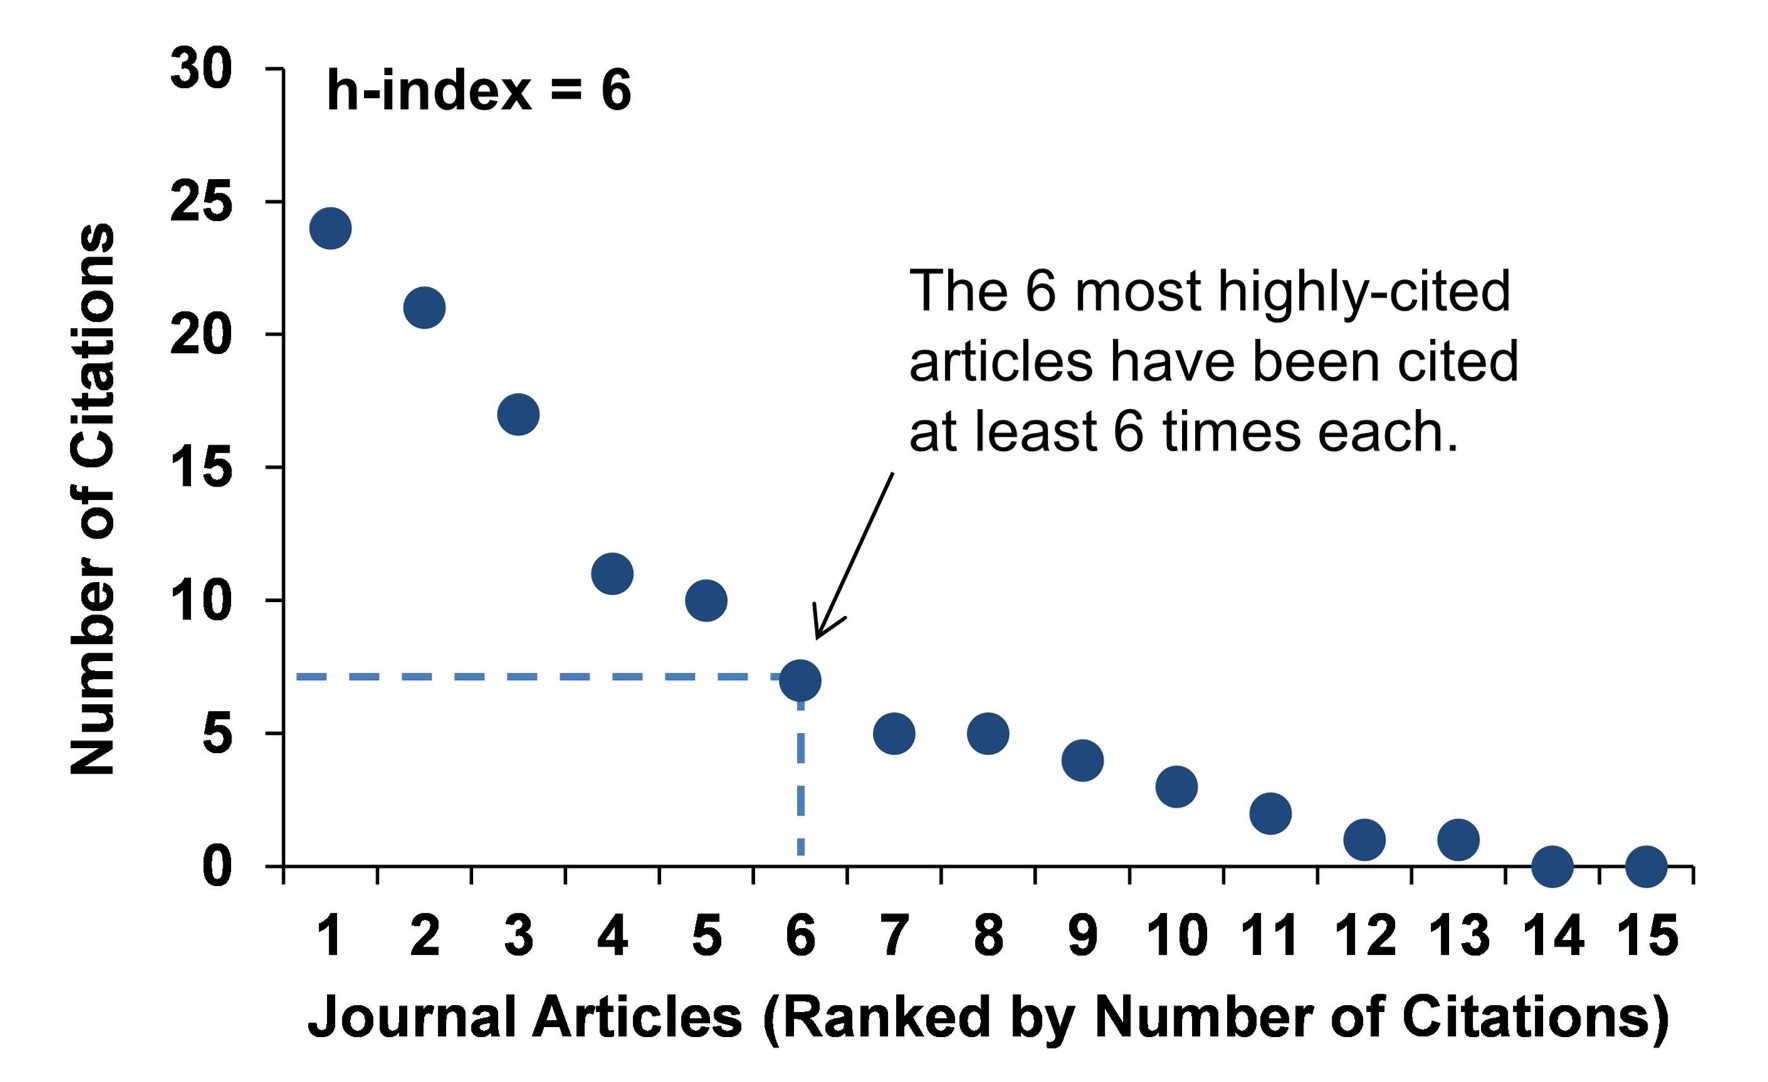 h-index = 6
The 6 most highly-cited
articles have been cited
at least 6 times each.
Number of Citations
30
25
20
15
10
5
0
1 2 3 4 5 6 7 8 9 10 11 12 13 14 15
Journal Articles (Ranked by Number of Citations)